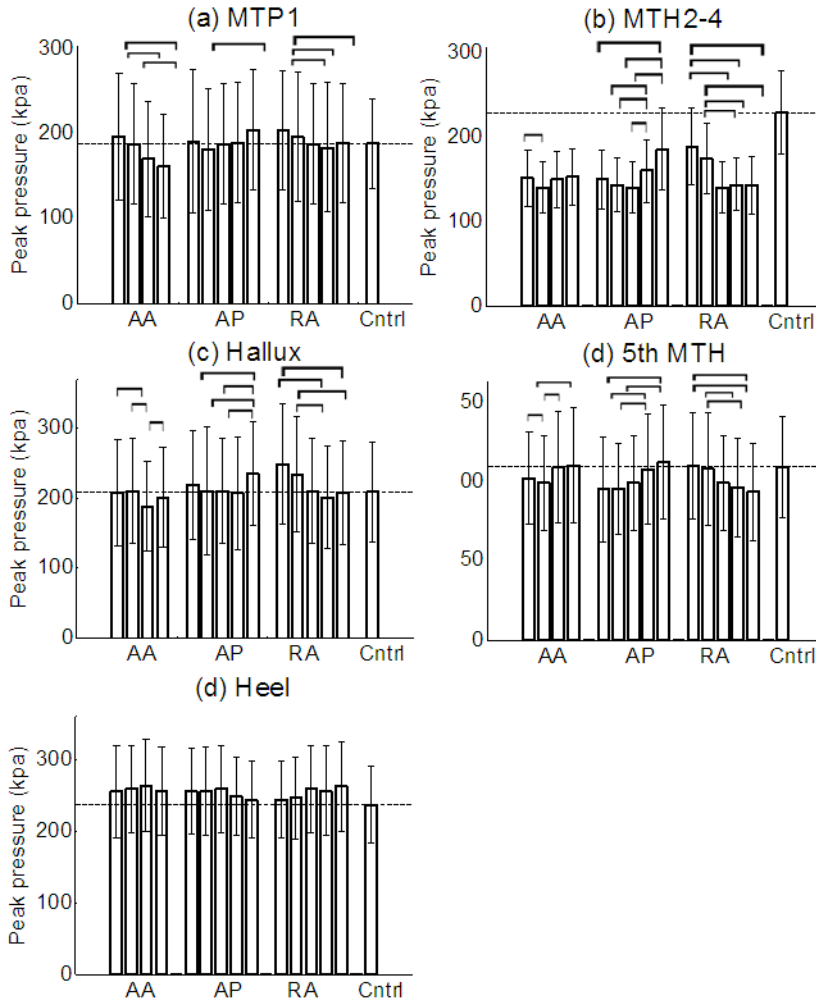 (a) MTP1
Peak pressure (kpa)
300
200
100
0
AA AP RA Cntrl
(b) MTH2-4
Peak pressure (kpa)
300
200
100
0
AA AP RA Cntrl
(c) Hallux
Peak pressure (kpa)
300
200
100
0
AA AP RA Cntrl
(d) 5th MTH
50
00
50
0
AA AP RA Cntrl
(d) Heel
Peak pressure (kpa)
300
200
100
0
AA AP RA Cntrl